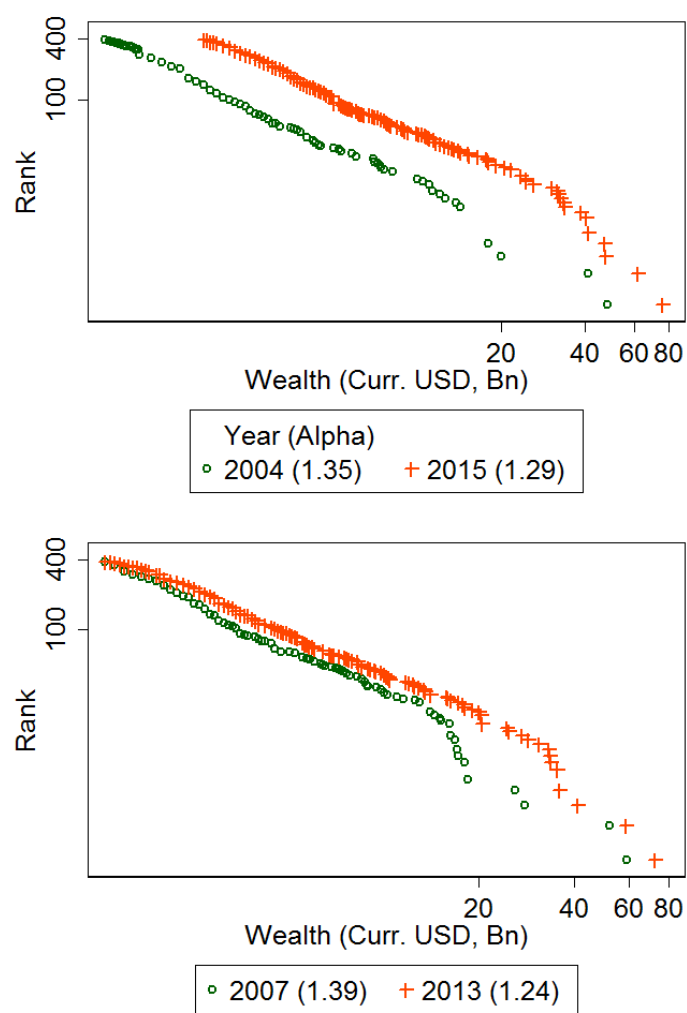 400
100
Rank
20 40 60 80
Wealth (Curr. USD, Bn)
Year (Alpha)
2004 (1.35) 2015 (1.29)
400
100
Rank
20 40 60 80
Wealth (Curr. USD, Bn)
2007 (1.39) 2013 (1.24)